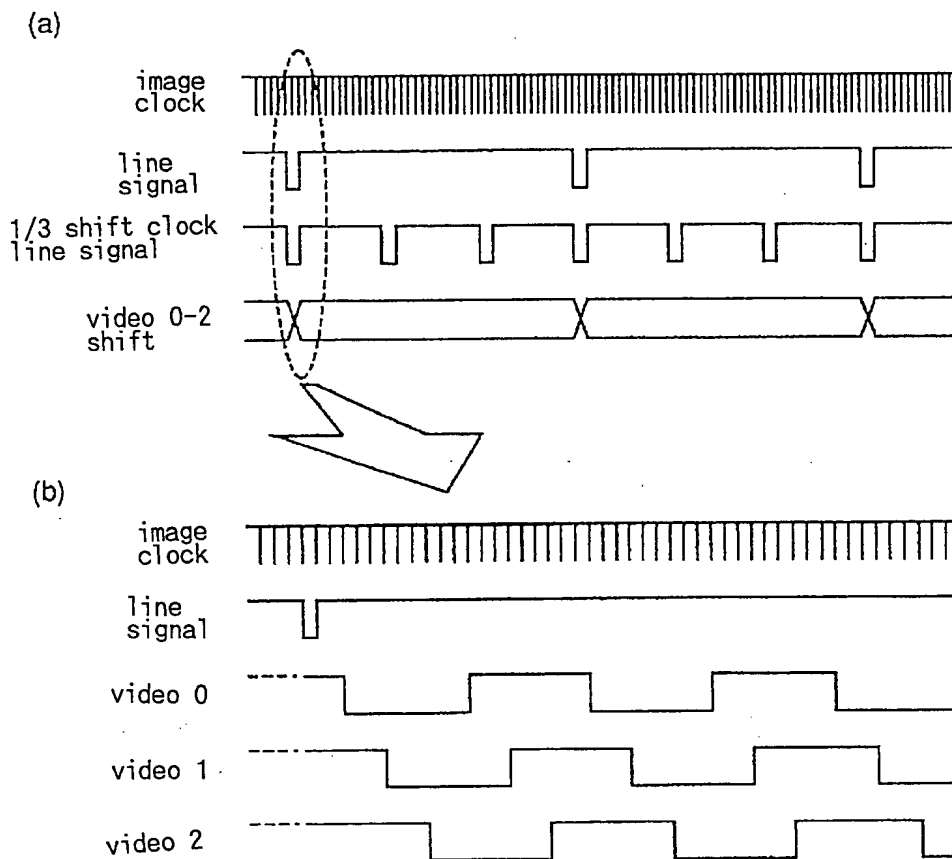 (a)
image
clock
line
signal
1/3 shift clock
line signal
video 0-2
shift
(b)
image
clock
line
signal
video 0
video 1
video 2